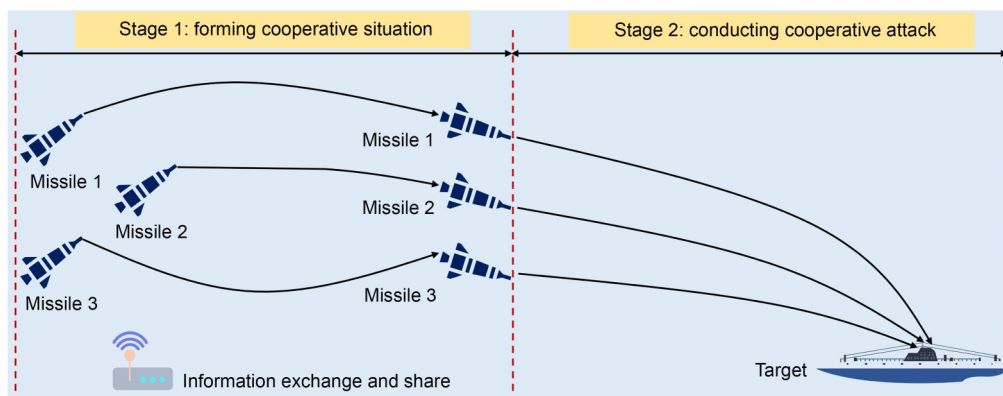 Stage 1: forming cooperative situation
Stage 2: conducting cooperative attack
Missile 1
Missile 1
Missile 2
Missile 2
Missile 3
Missile 3
Information exchange and share
Target